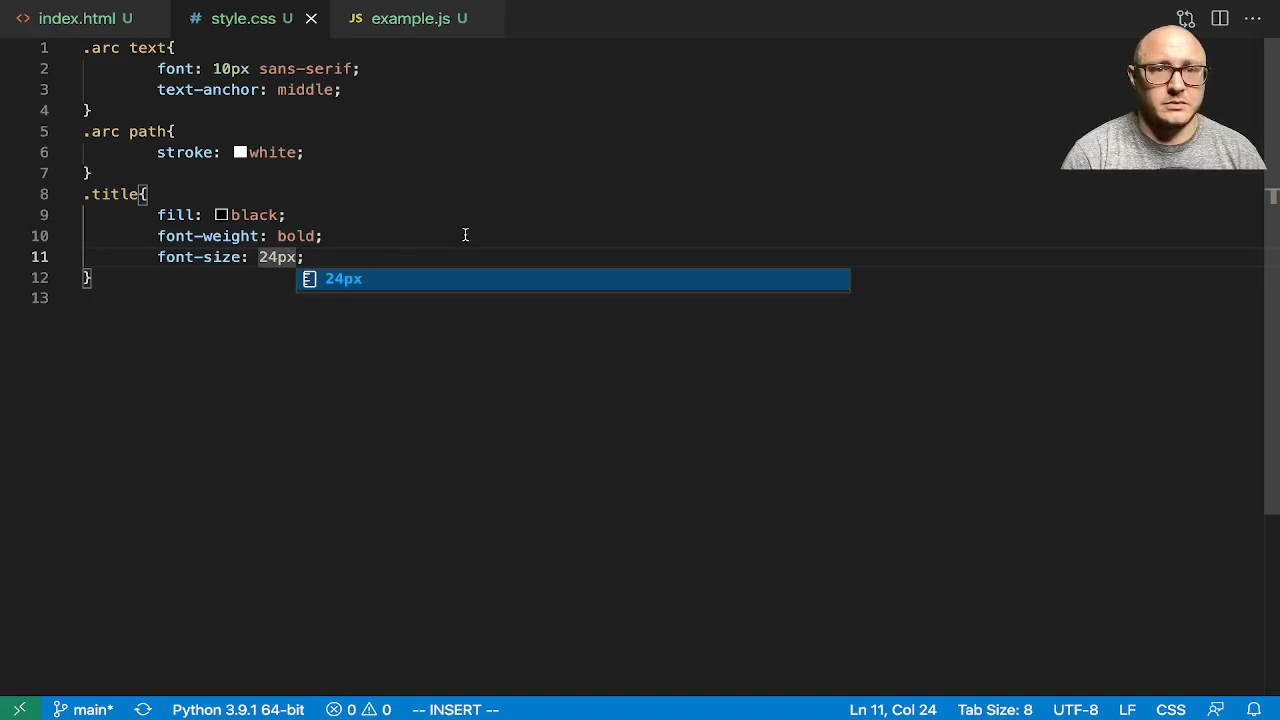 <> index.html U # style.css U × JS example.js U ...
1 .arc text{
2 font: 10px sans-serif;
3 text-anchor: middle;
4 }
5 .arc path{
6 stroke: white;
7 }
8 .title{
9 fill: black;
10 font-weight: bold;
11 font-size: 24px;
12 }
24px
13
main* Python 3.9.1 64-bit 0 0 -- INSERT -- Ln 11, Col 24 Tab Size: 8 UTF-8 LF CSS